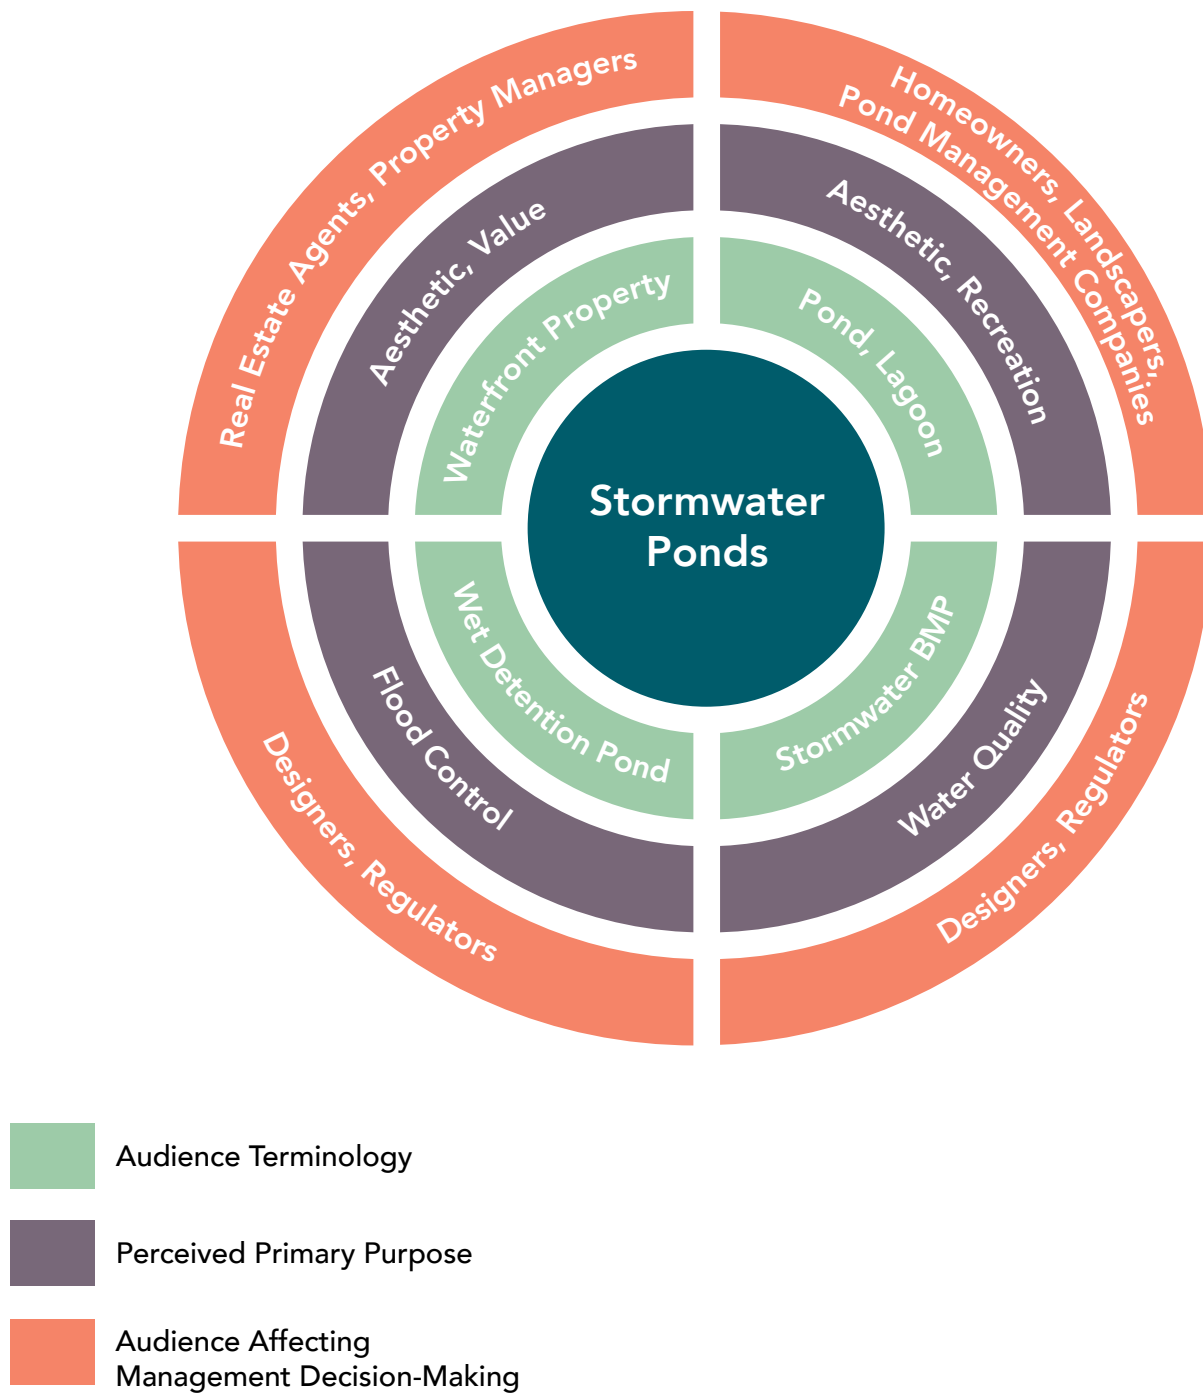 Real Estate Agents, Property Managers
Homeowners, Landscapers,
Pond Management Companies
Aesthetic, Value
Aesthetic, Recreation
Waterfront Property
Pond, Lagoon
Stormwater
Ponds
Wet Detention Pond
Stormwater BMP
Flood Control
Water Quality
Designers, Regulators
Designers, Regulators
Audience Terminology
Perceived Primary Purpose
Audience Affecting
Management Decision-Making